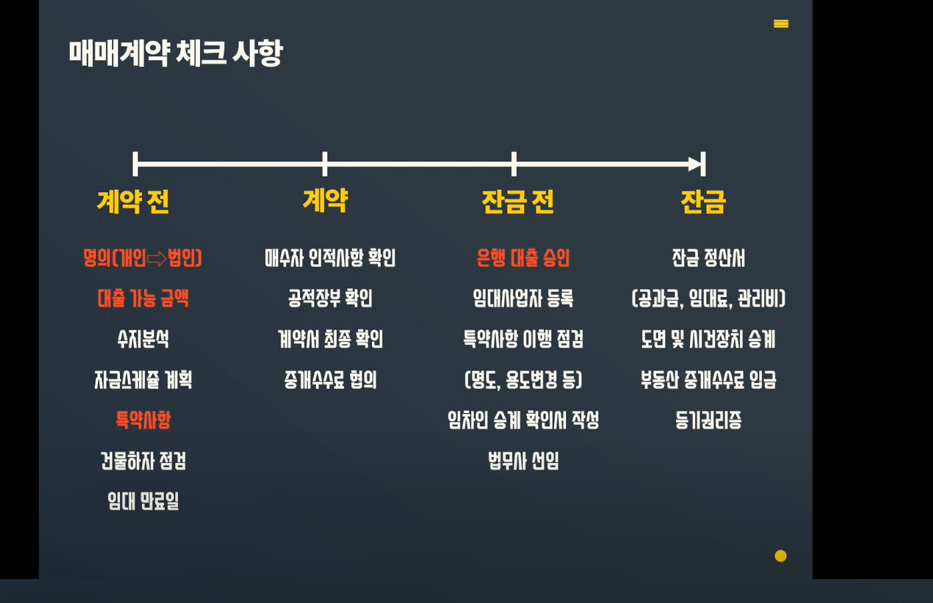 매매계약 체크 사항
계약 전
명의(개인⇨법인)
대출 가능 금액
수지분석
자금스케쥴 계획
특약사항
건물하자 점검
임대 만료일
계약
매수자 인적사항 확인
공적장부 확인
계약서 최종 확인
중개수수료 협의
잔금 전
은행 대출 승인
임대사업자 등록
특약사항 이행 점검
(명도, 용도변경 등)
임차인 승계 확인서 작성
법무사 선임
잔금
잔금 정산서
(공과금, 임대료, 관리비)
도면 및 시건장치 승계
부동산 중개수수료 입금
등기권리증